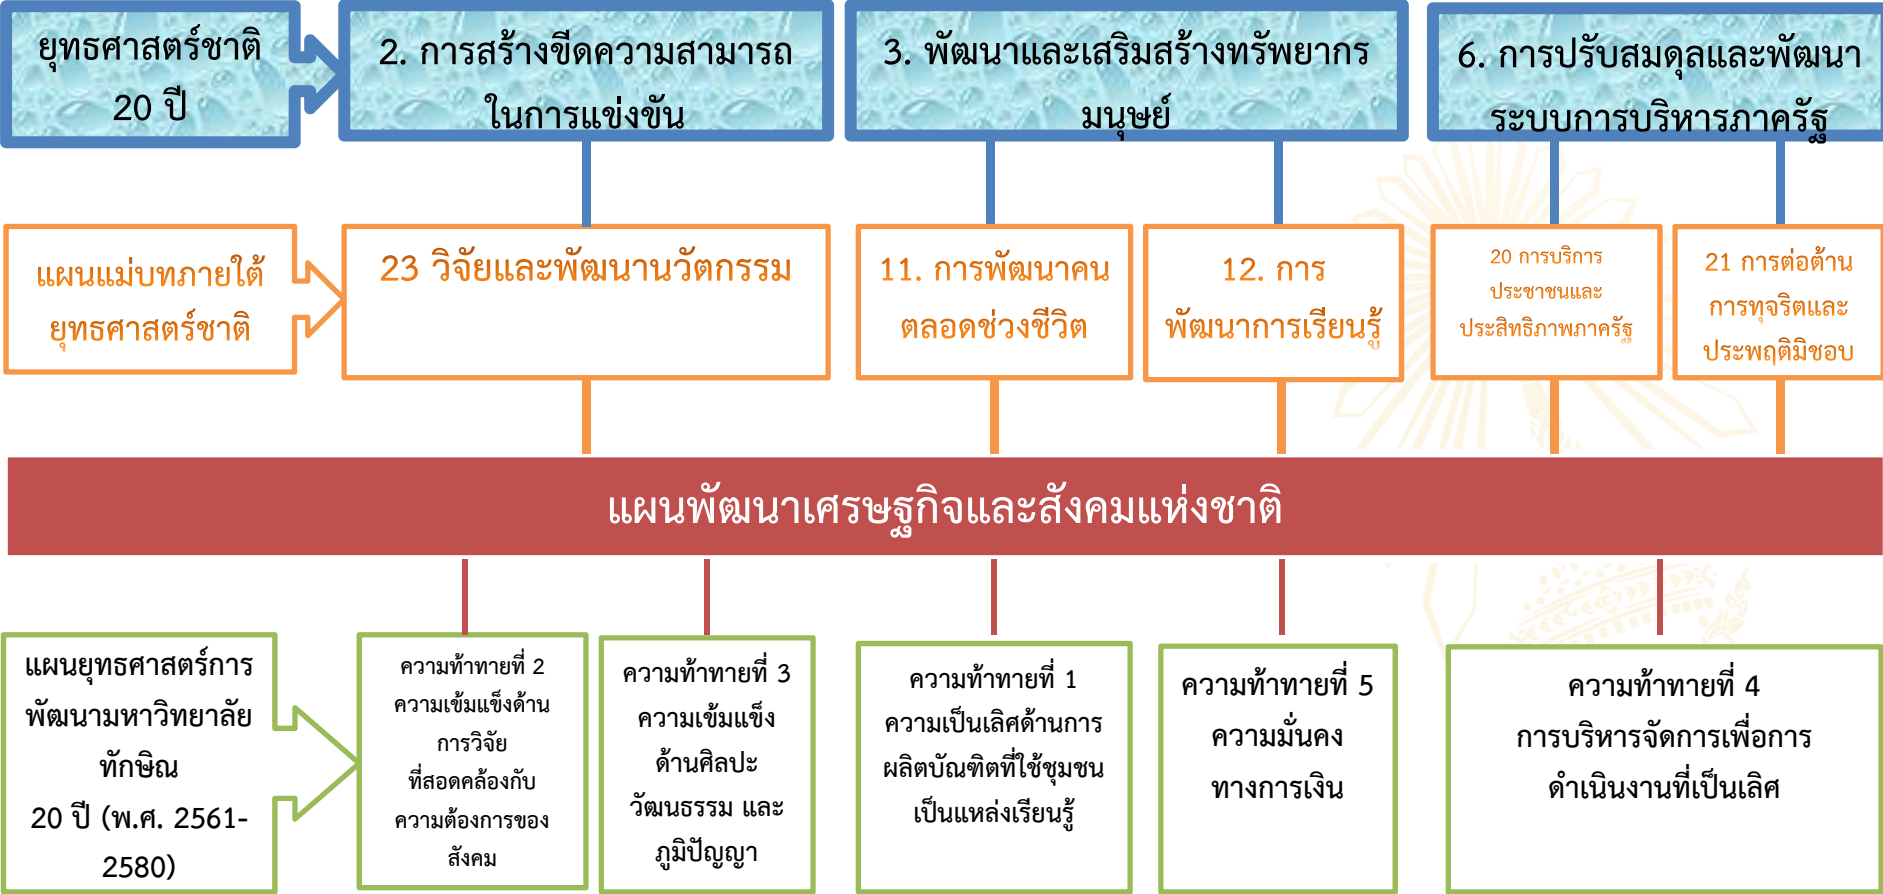 ยุทธศาสตร์ชาติ
20 ปี
2. การสร้างขีดความสามารถ
ในการแข่งขัน
3. พัฒนาและเสริมสร้างทรัพยากร
มนุษย์
6. การปรับสมดุลและพัฒนา
ระบบการบริหารภาครัฐ
แผนแม่บทภายใต้
ยุทธศาสตร์ชาติ
23 วิจัยและพัฒนานวัตกรรม
11. การพัฒนาคน
ตลอดช่วงชีวิต
12. การ
พัฒนาการเรียนรู้
20 การบริการ
ประชาชนและ
ประสิทธิภาพภาครัฐ
21 การต่อต้าน
การทุจริตและ
ประพฤติมิชอบ
แผนพัฒนาเศรษฐกิจและสังคมแห่งชาติ
แผนยุทธศาสตร์การ
พัฒนามหาวิทยาลัย
ทักษิณ
20 ปี (พ.ศ. 2561-
2580)
ความท้าทายที่ 2
ความเข้มแข็งด้าน
การวิจัย
ที่สอดคล้องกับ
ความต้องการของ
สังคม
ความท้าทายที่ 3
ความเข้มแข็ง
ด้านศิลปะ
วัฒนธรรม และ
ภูมิปัญญา
ความท้าทายที่ 1
ความเป็นเลิศด้านการ
ผลิตบัณฑิตที่ใช้ชุมชน
เป็นแหล่งเรียนรู้
ความท้าทายที่ 5
ความมั่นคง
ทางการเงิน
ความท้าทายที่ 4
การบริหารจัดการเพื่อการ
ดำเนินงานที่เป็นเลิศ